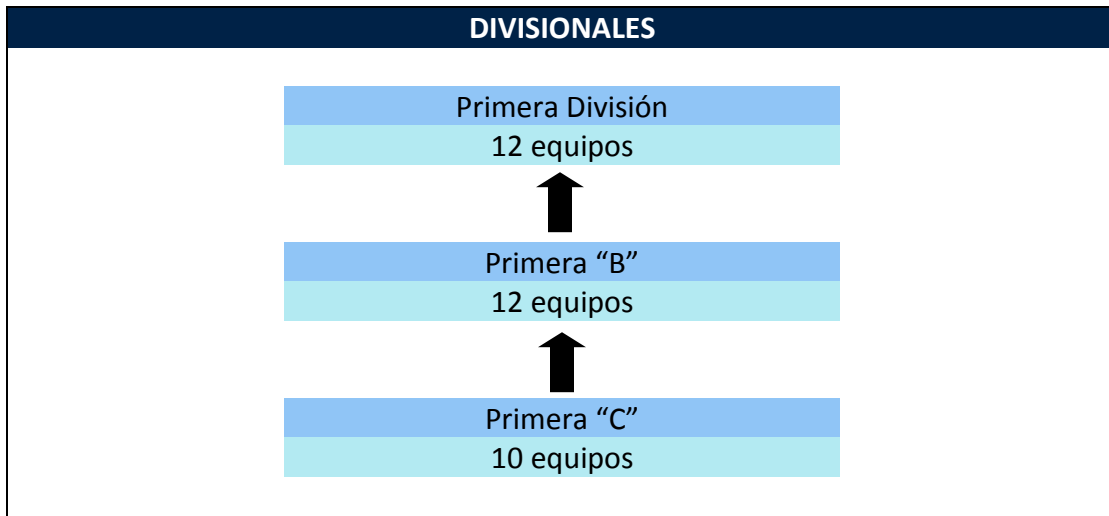 DIVISIONALES
Primera División
12 equipos
Primera “B”
12 equipos
Primera “C”
10 equipos